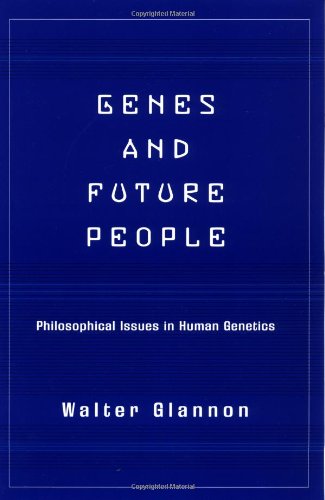 GENES
AND
FUTURE
PEOPLE
Philosophical Issues in Human Genetics
Walter Glannon